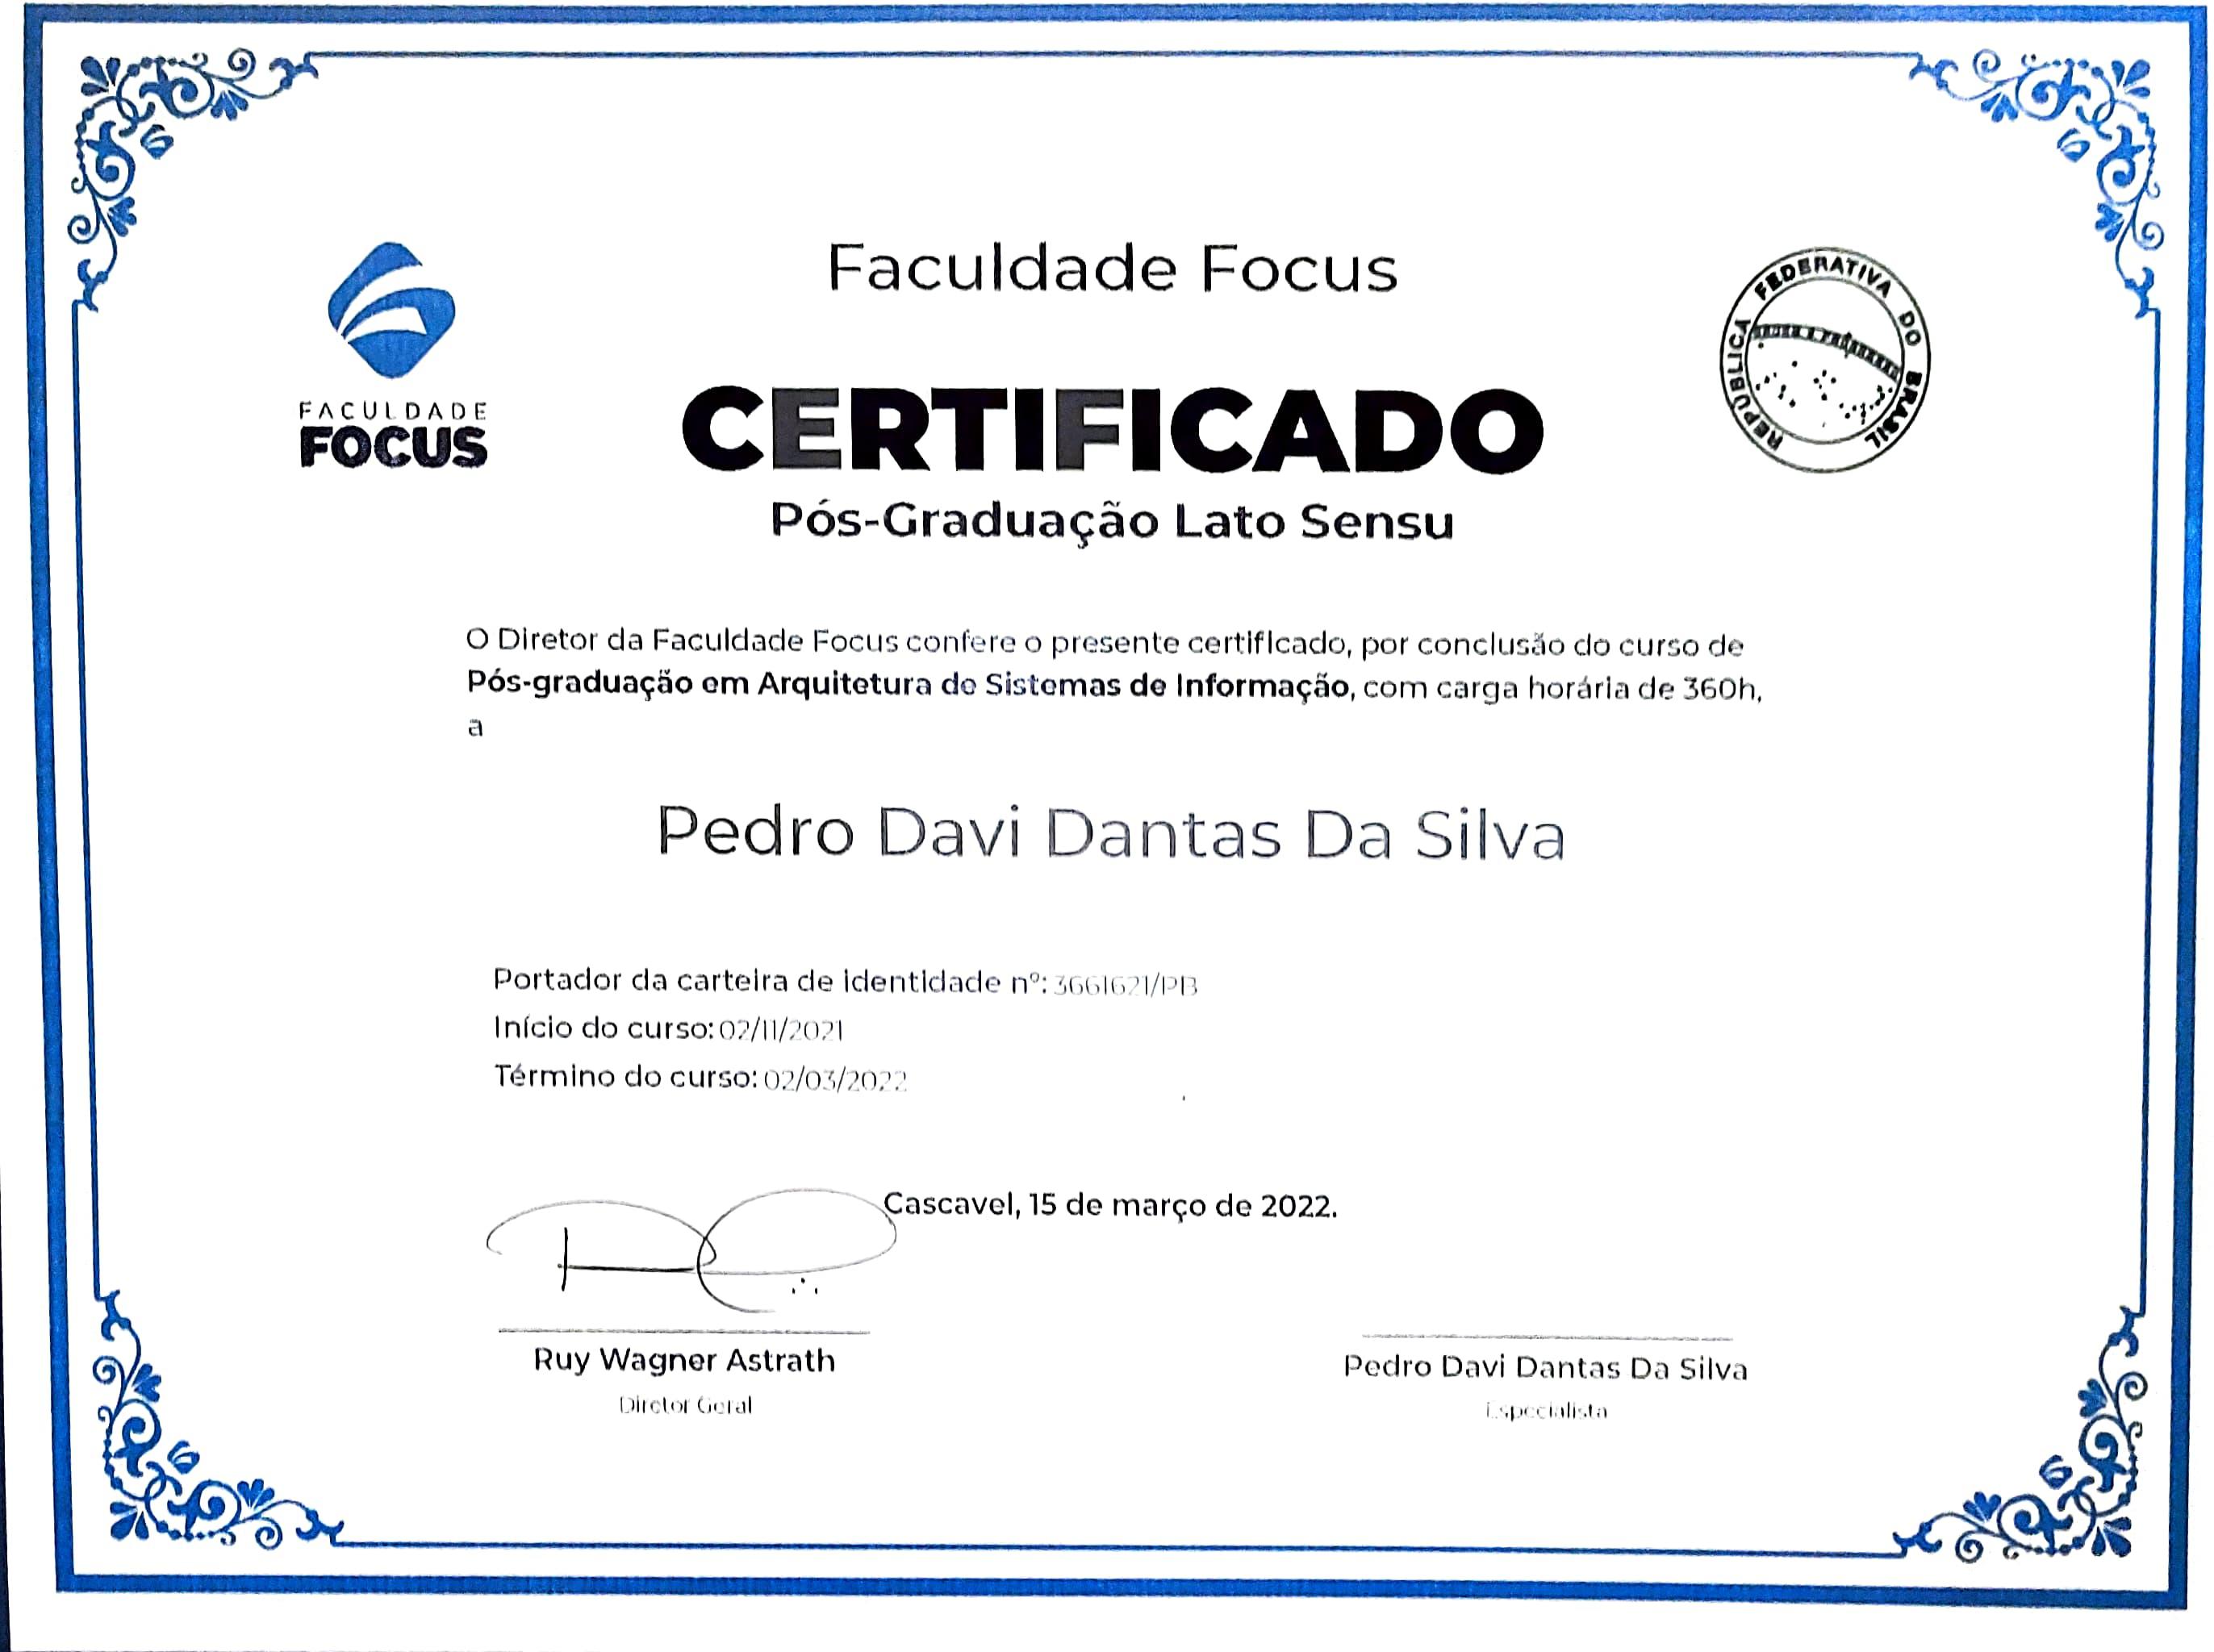 Faculdade Focus
FACULDADE
FOCUS
REPÚBLICA FEDERATIVA DO BRASIL
CERTIFICADO
Pós-Graduação Lato Sensu
O Diretor da Faculdade Focus confere o presente certificado, por conclusão do curso de
Pós-graduação em Arquitetura de Sistemas de Informação, com carga horária de 360h,
a
Pedro Davi Dantas Da Silva
Portador da carteira de identidade nº: 3661621/PB
Início do curso: 02/11/2021
Término do curso: 02/03/2022
Cascavel, 15 de março de 2022.
Ruy Wagner Astrath
Diretor Geral
Pedro Davi Dantas Da Silva
Especialista